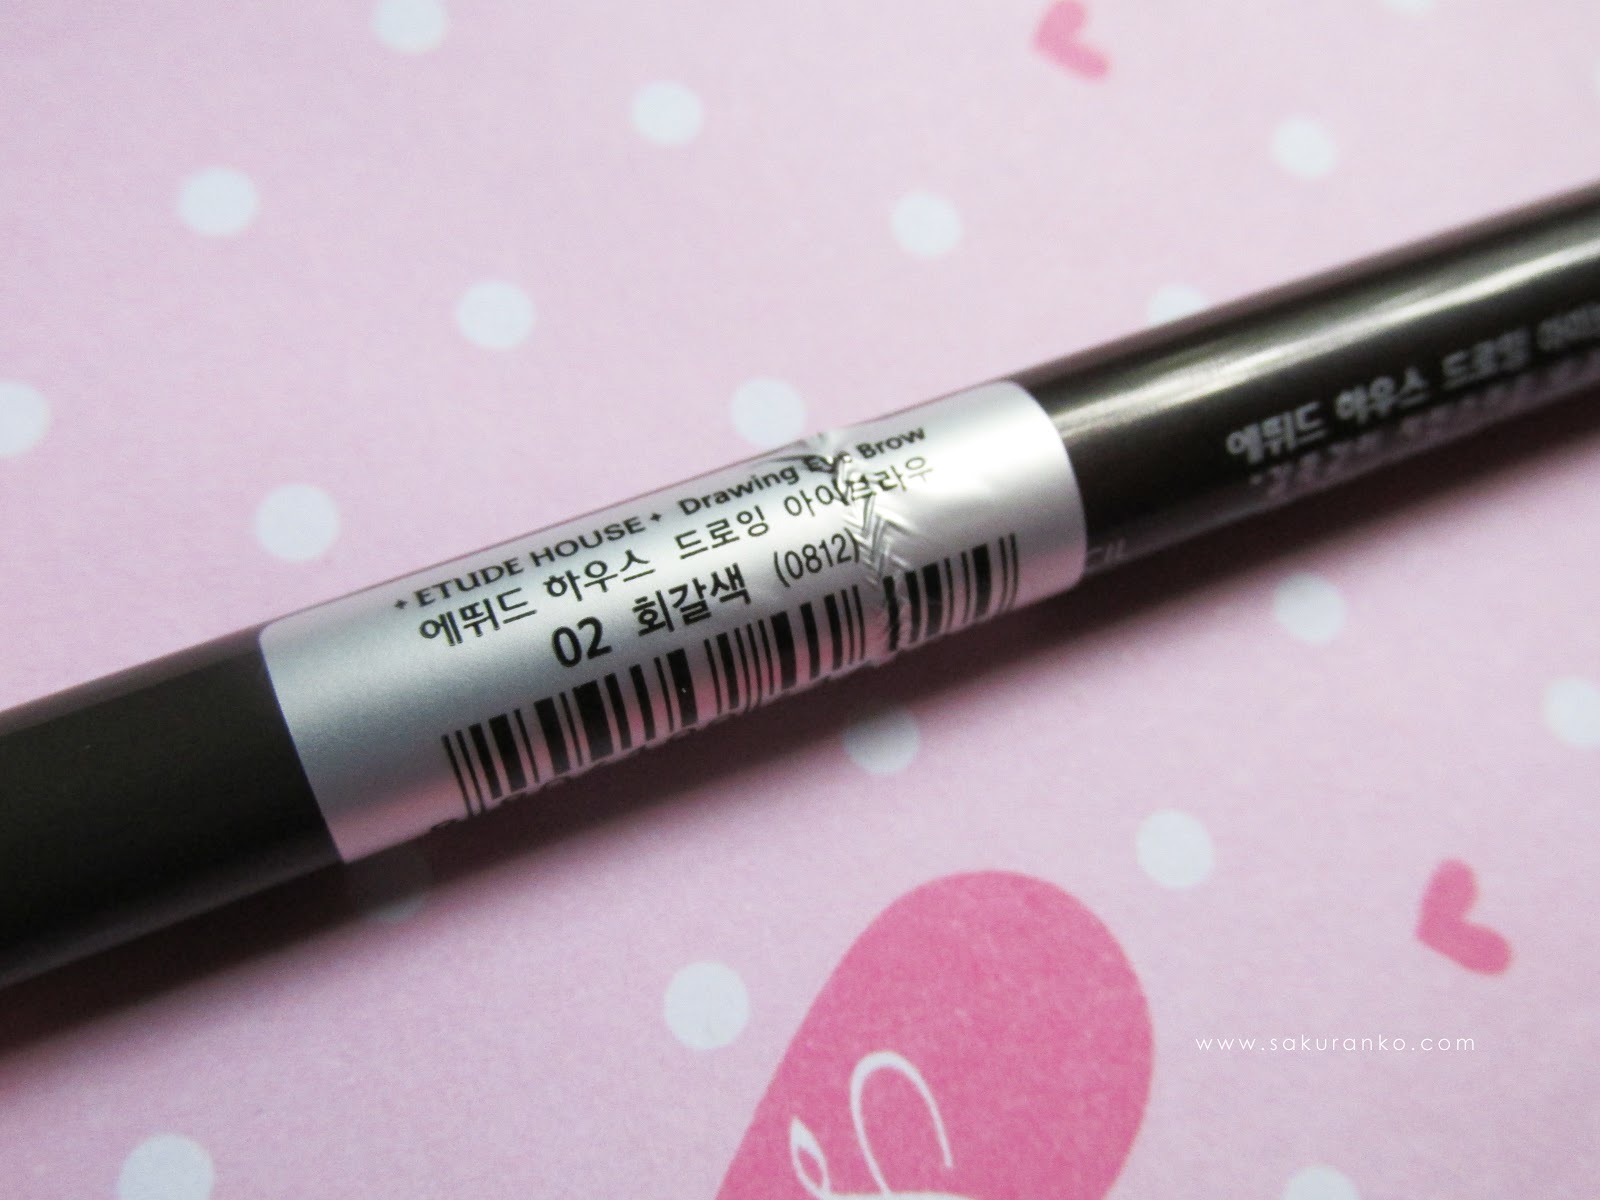 ETUDE HOUSE Drawing Eye Brow
에뛰드 하우스 드로잉 아이브라우
02 회갈색 (0812)
에뛰드 하우스 드로잉
www.sakuranko.com